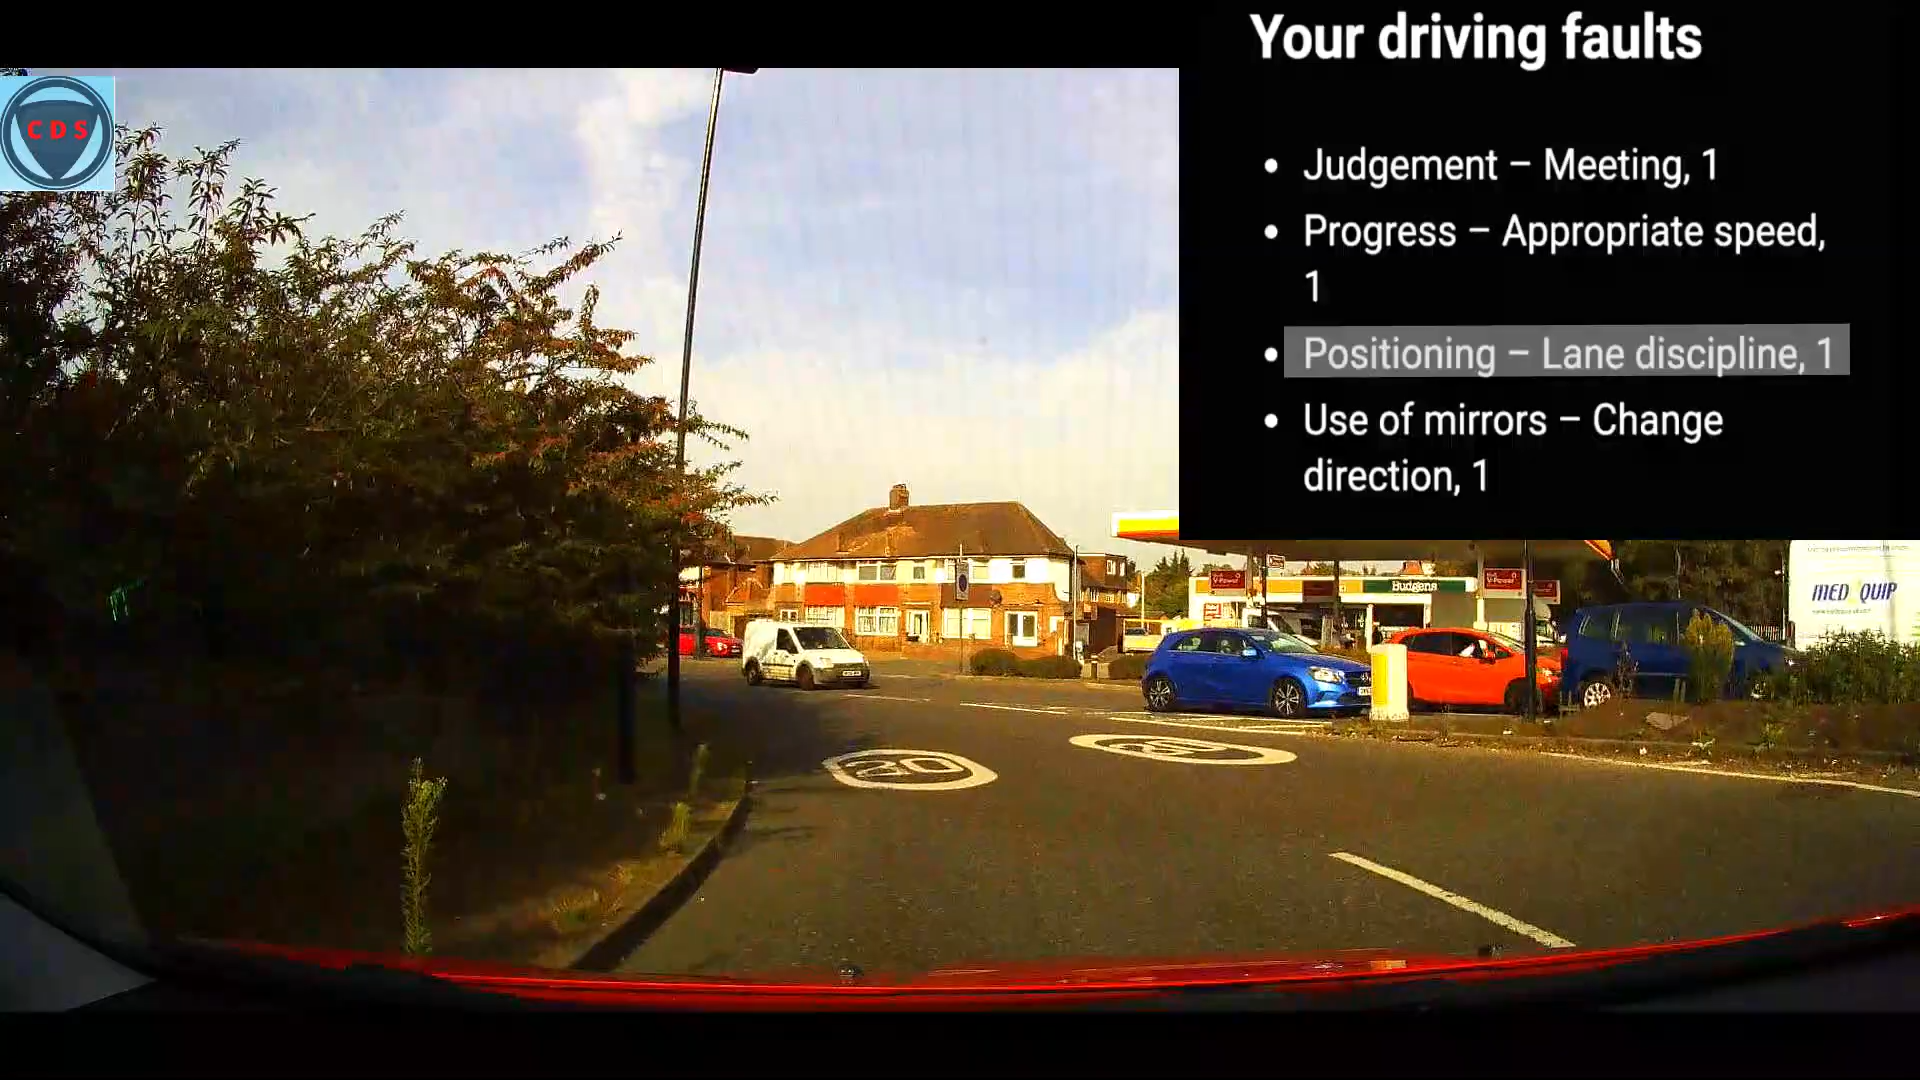 Your driving faults
• Judgement – Meeting, 1
• Progress – Appropriate speed,
1
• Positioning – Lane discipline, 1
• Use of mirrors – Change
direction, 1
CDS
Budgens
V-Power
MED QUIP
20